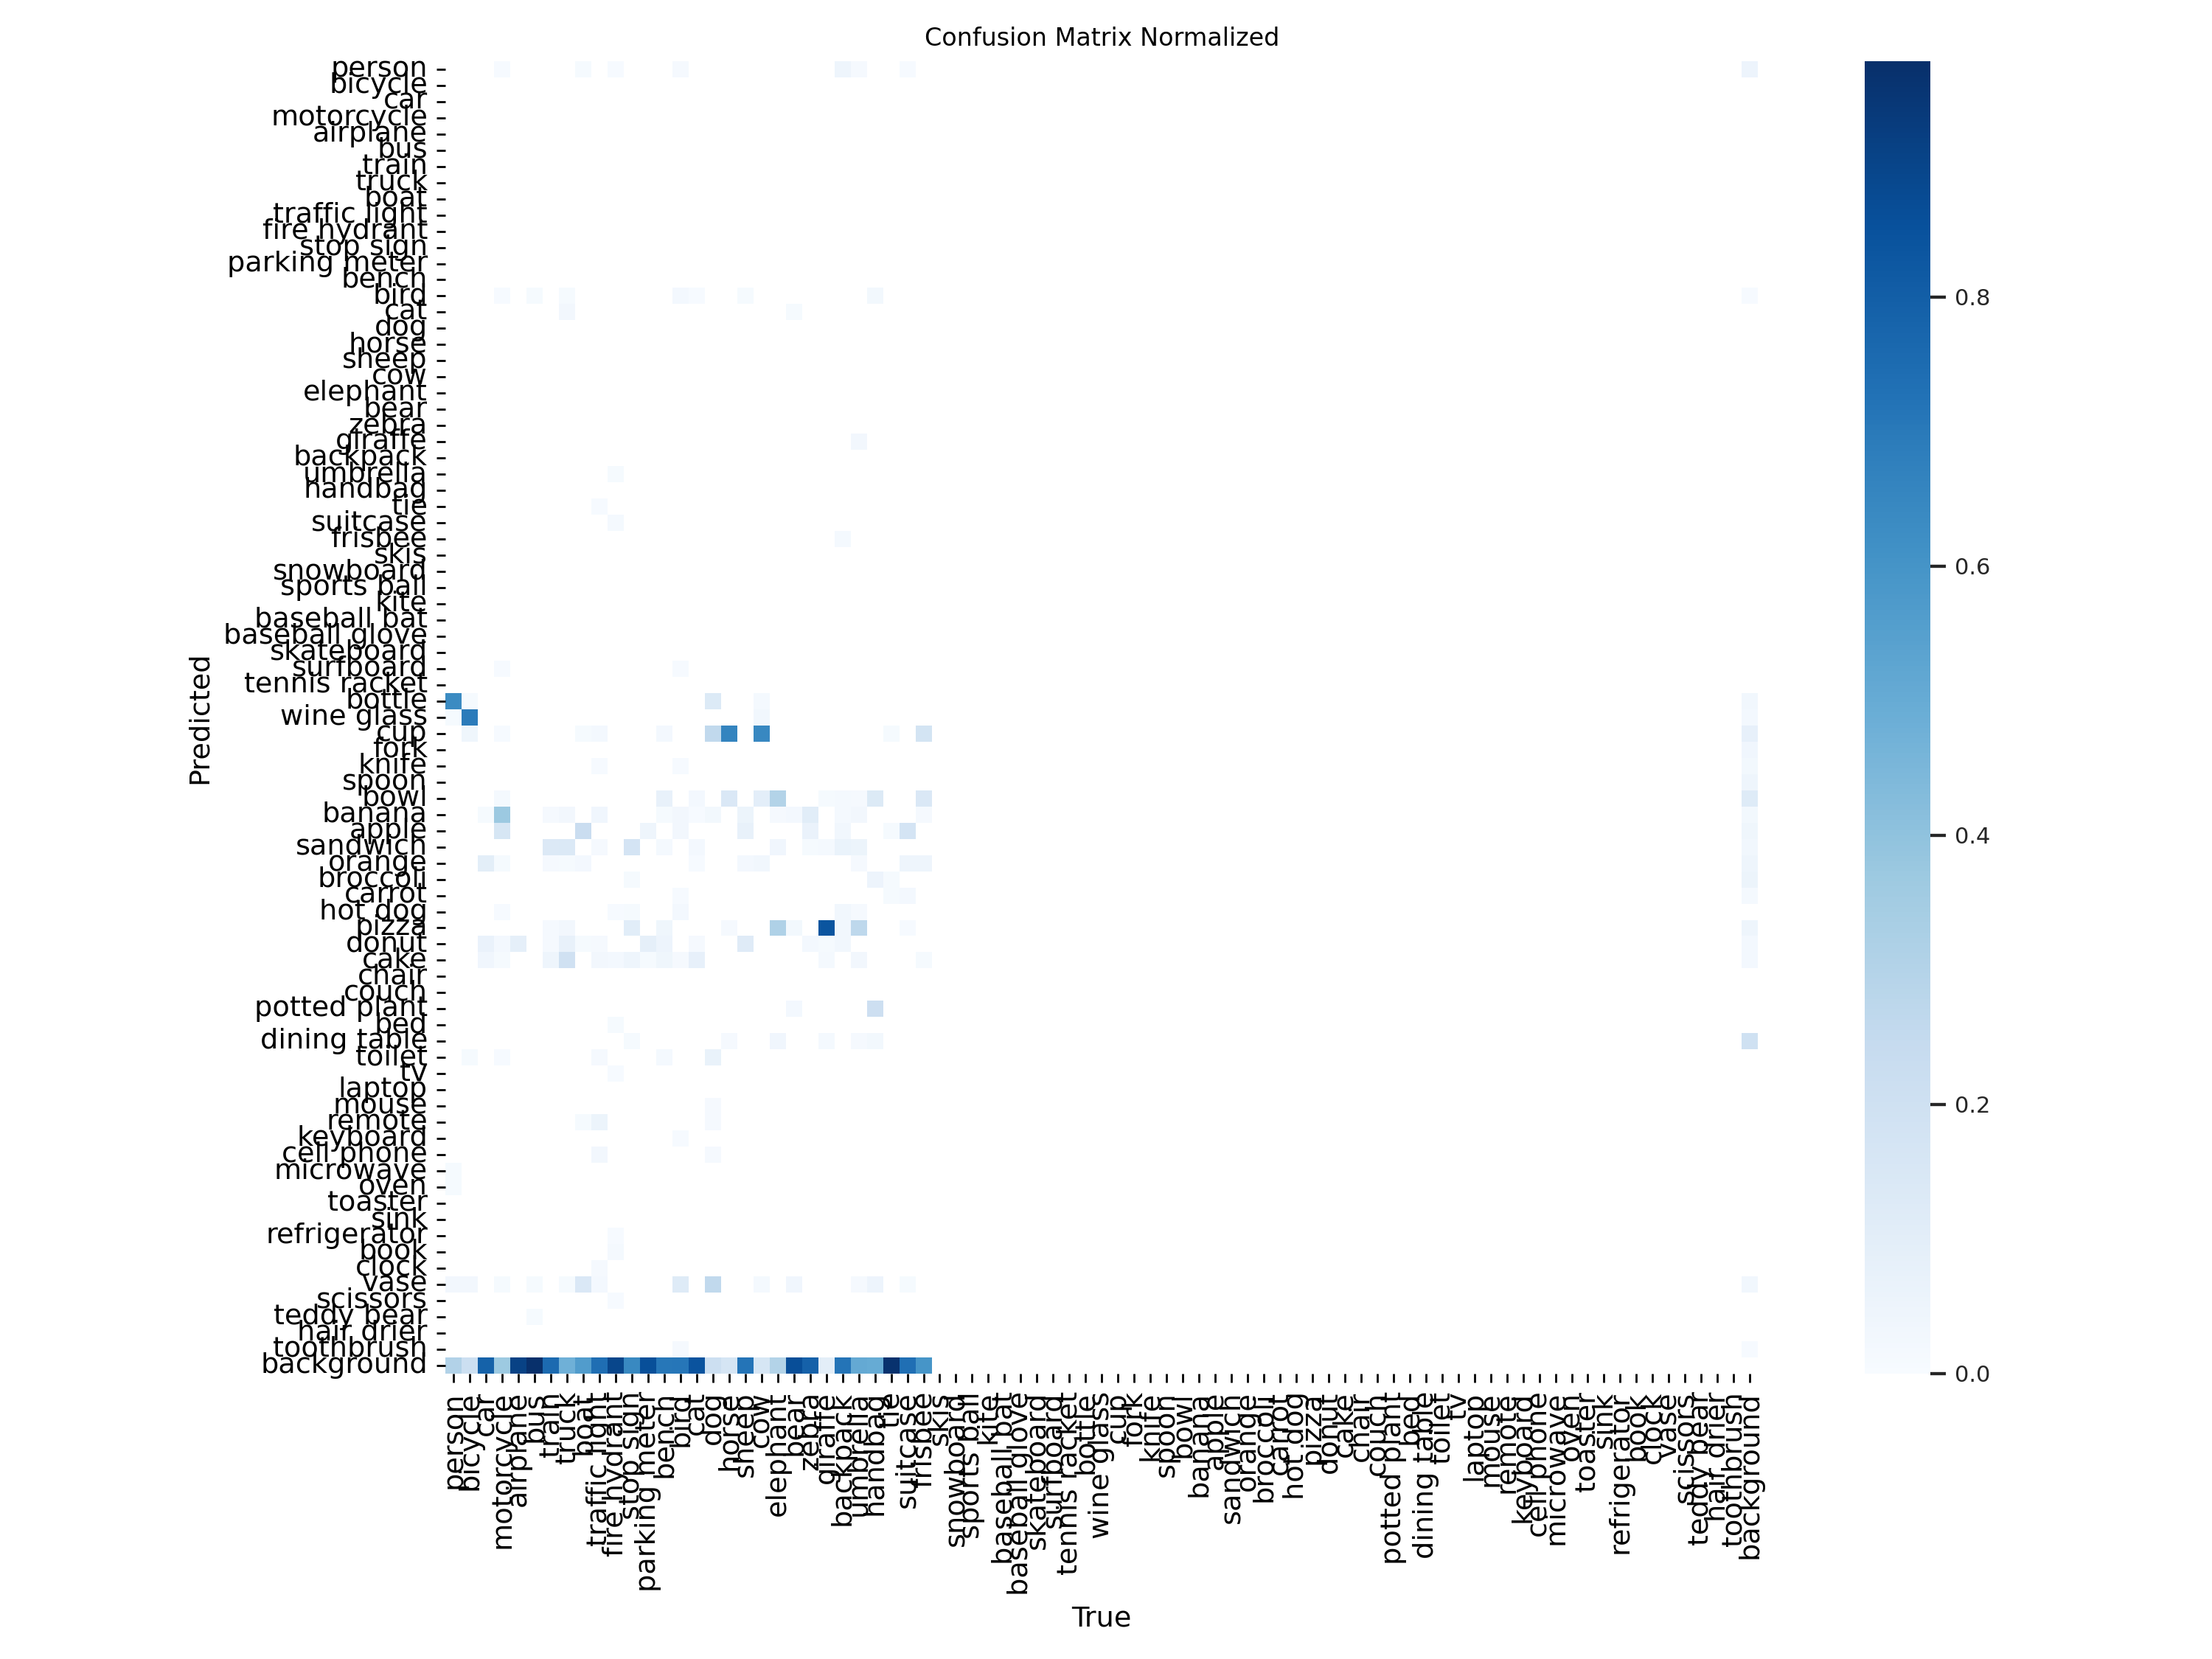 Confusion Matrix Normalized
person
bicycle
car
motorcycle
airplane
bus
train
truck
boat
traffic light
fire hydrant
stop sign
parking meter
bench
bird
cat
dog
horse
sheep
cow
elephant
bear
zebra
giraffe
backpack
umbrella
handbag
tie
suitcase
frisbee
skis
snowboard
sports ball
kite
baseball bat
baseball glove
skateboard
surfboard
tennis racket
bottle
wine glass
cup
fork
knife
spoon
bowl
banana
apple
sandwich
orange
broccoli
carrot
hot dog
pizza
donut
cake
chair
couch
potted plant
bed
dining table
toilet
tv
laptop
mouse
remote
keyboard
cell phone
microwave
oven
toaster
sink
refrigerator
book
clock
vase
scissors
teddy bear
hair drier
toothbrush
background
Predicted
0.8
0.6
0.4
0.2
0.0
person
bicycle
car
motorcycle
airplane
bus
train
truck
boat
traffic light
fire hydrant
stop sign
parking meter
bench
bird
cat
dog
horse
sheep
cow
elephant
bear
zebra
giraffe
backpack
umbrella
handbag
tie
suitcase
frisbee
skis
snowboard
sports ball
kite
baseball bat
baseball glove
skateboard
surfboard
tennis racket
bottle
wine glass
cup
fork
knife
spoon
bowl
banana
apple
sandwich
orange
broccoli
carrot
hot dog
pizza
donut
cake
chair
couch
potted plant
bed
dining table
toilet
tv
laptop
mouse
remote
keyboard
cell phone
microwave
oven
toaster
sink
refrigerator
book
clock
vase
scissors
teddy bear
hair drier
toothbrush
background
True